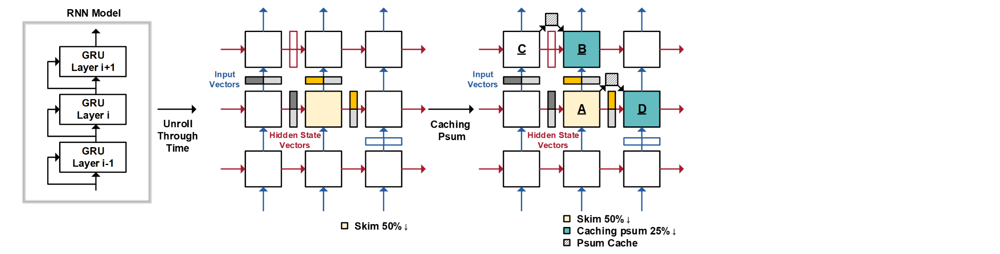 RNN Model
GRU
Layer i+1
GRU
Layer i
GRU
Layer i-1
Unroll
Through
Time
Input
Vectors
Hidden State
Vectors
Skim 50%↓
Caching
Psum
C
B
Input
Vectors
A
D
Hidden State
Vectors
Skim 50%↓
Caching psum 25%↓
Psum Cache